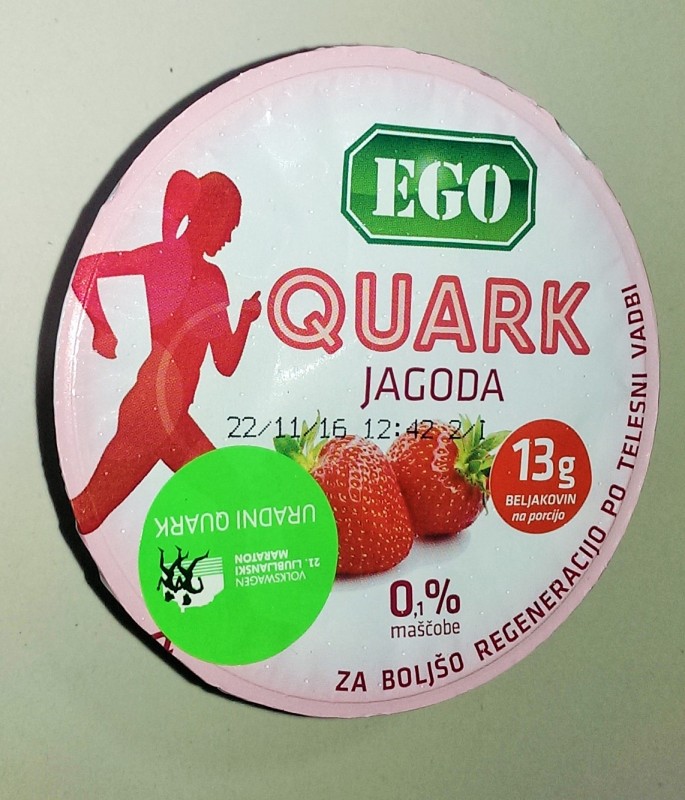 EGO
QUARK
JAGODA
22/11/16 12:42 2/I
13g
BELJAKOVIN
na porcijo
0,1%
maščobe
ZA BOLJŠO REGENERACIJO PO TELESNI VADBI
URADNI QUARK
VOLKSWAGEN
21. LJUBLJANSKI
MARATON